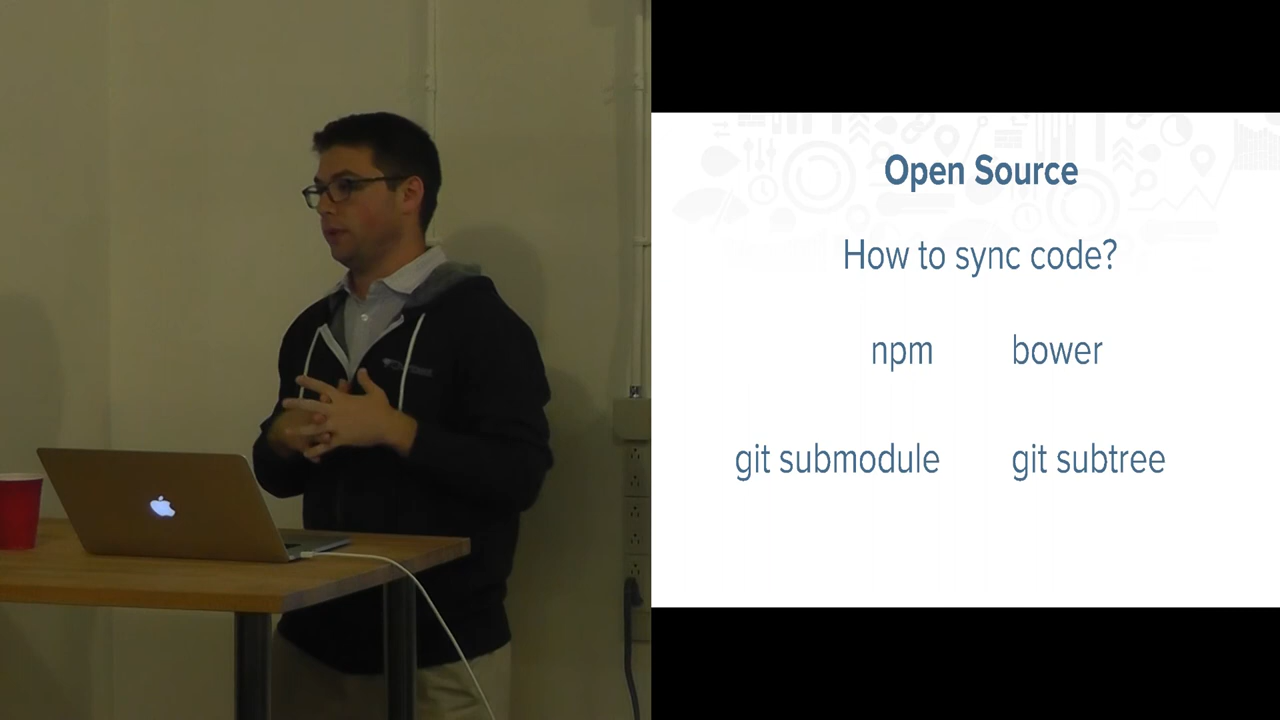 Open Source
How to sync code?
npm bower
git submodule git subtree